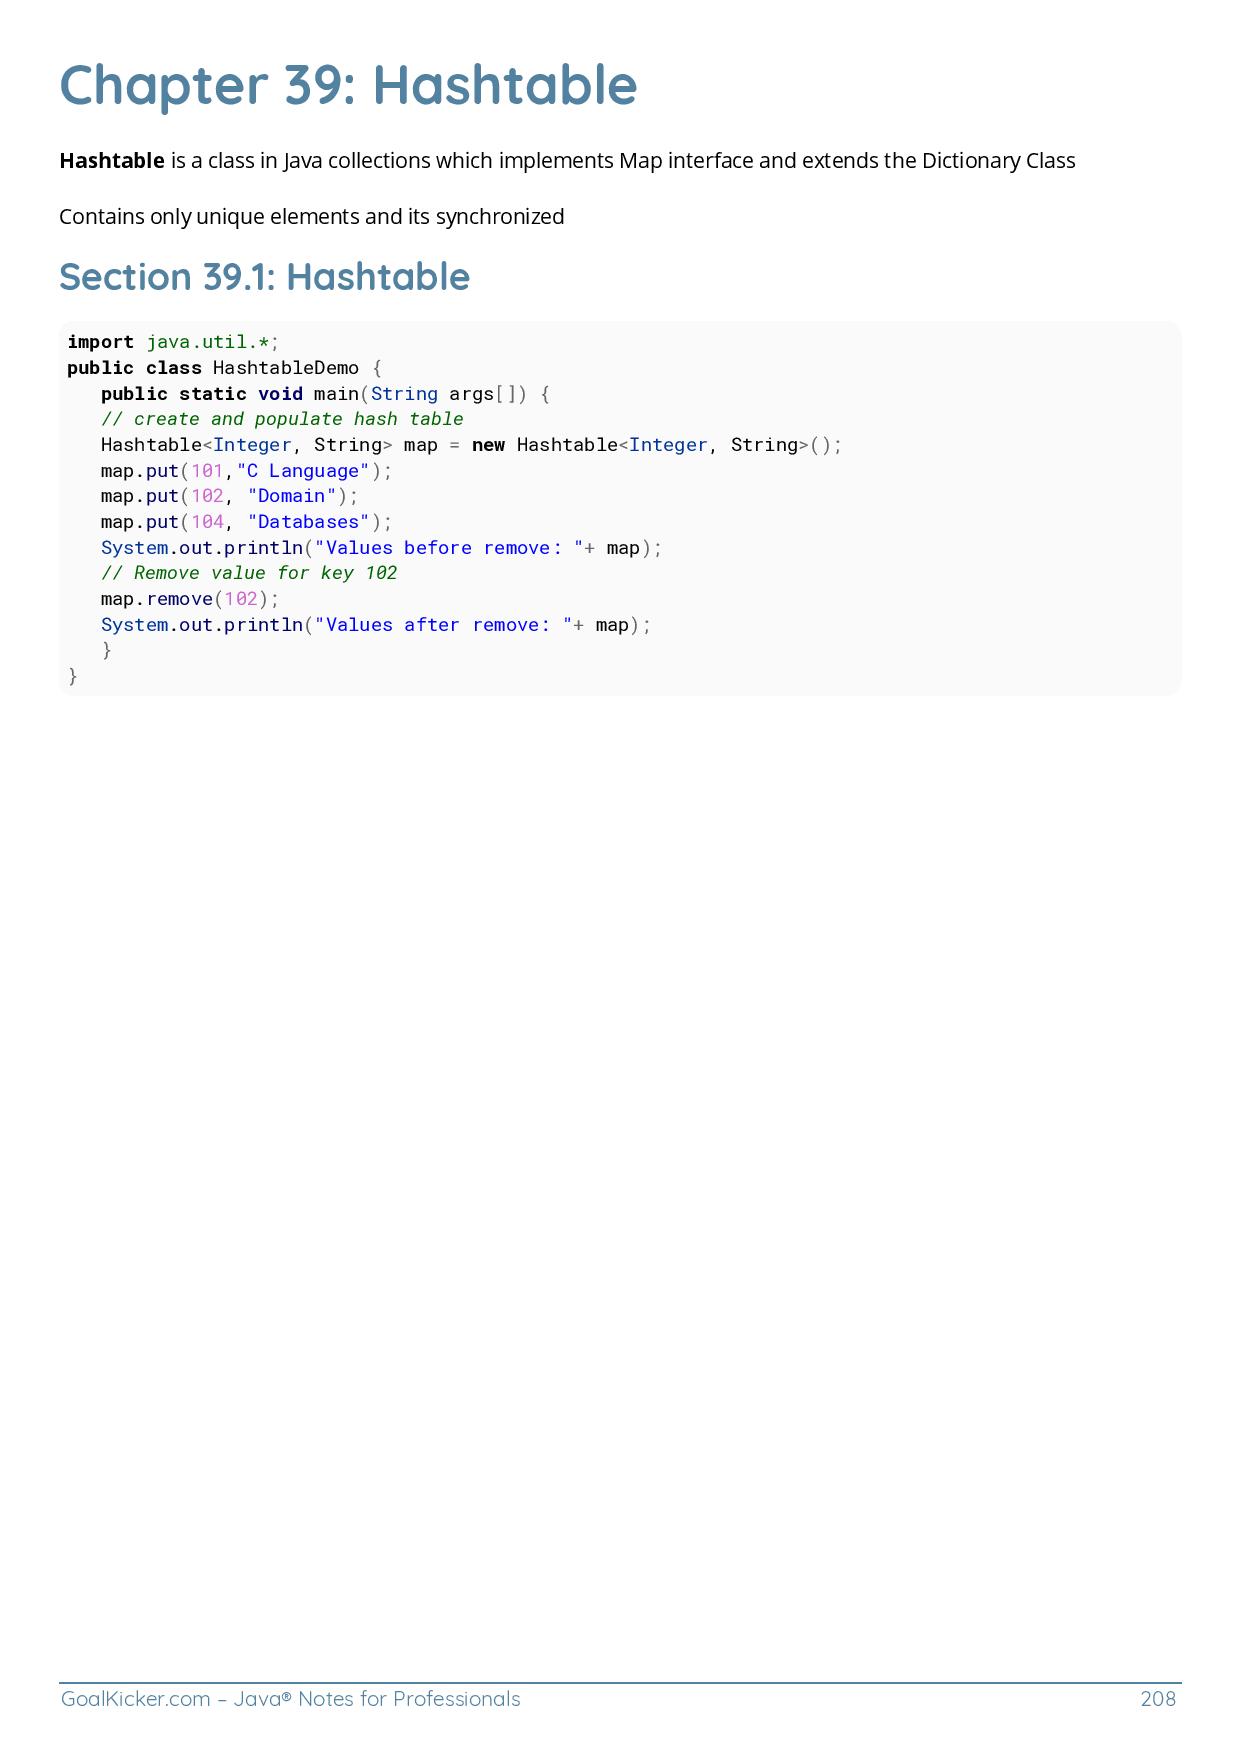 Chapter 39: Hashtable
Hashtable is a class in Java collections which implements Map interface and extends the Dictionary Class
Contains only unique elements and its synchronized
Section 39.1: Hashtable
import java.util.*;
public class HashtableDemo {
   public static void main(String args[]) {
   // create and populate hash table
   Hashtable<Integer, String> map = new Hashtable<Integer, String>();
   map.put(101,"C Language");
   map.put(102, "Domain");
   map.put(104, "Databases");
   System.out.println("Values before remove: "+ map);
   // Remove value for key 102
   map.remove(102);
   System.out.println("Values after remove: "+ map);
   }
}
GoalKicker.com – Java® Notes for Professionals 208